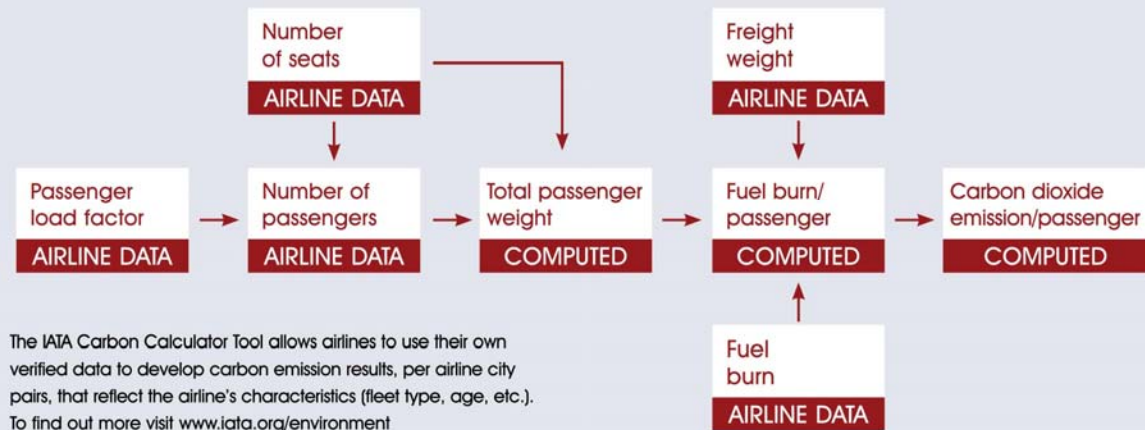 Number
of seats
AIRLINE DATA
Freight
weight
AIRLINE DATA
Passenger
load factor
AIRLINE DATA
Number of
passengers
AIRLINE DATA
Total passenger
weight
COMPUTED
Fuel burn/
passenger
COMPUTED
Carbon dioxide
emission/passenger
COMPUTED
The IATA Carbon Calculator Tool allows airlines to use their own
verified data to develop carbon emission results, per airline city
pairs, that reflect the airline's characteristics (fleet type, age, etc.).
To find out more visit www.iata.org/environment
Fuel
burn
AIRLINE DATA